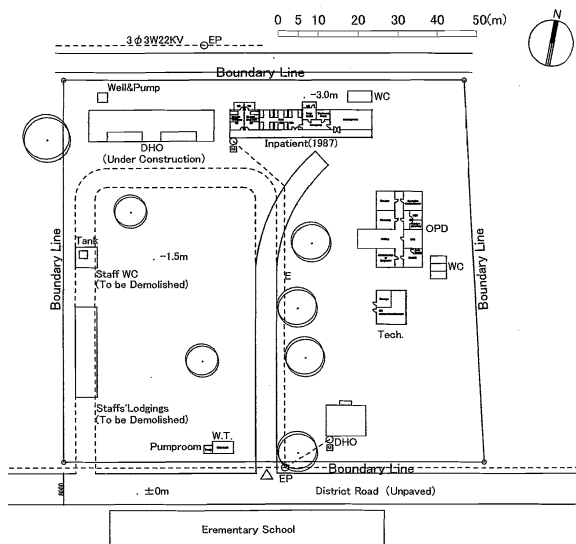 3φ3W22KV
EP
0 5 10 20 30 40 50(m)
N
Boundary Line
Well&Pump
-3.0m
WC
DHO
(Under Construction)
Inpatient(1987)
M
Boundary Line
OPD
Tank
-1.5m
E
WC
Boundary Line
Staff WC
(To be Demolished)
Tech.
Staffs'Lodgings
(To be Demolished)
W.T.
Pumproom
DHO
M
Boundary Line
EP
±0m
District Road (Unpaved)
Erementary School